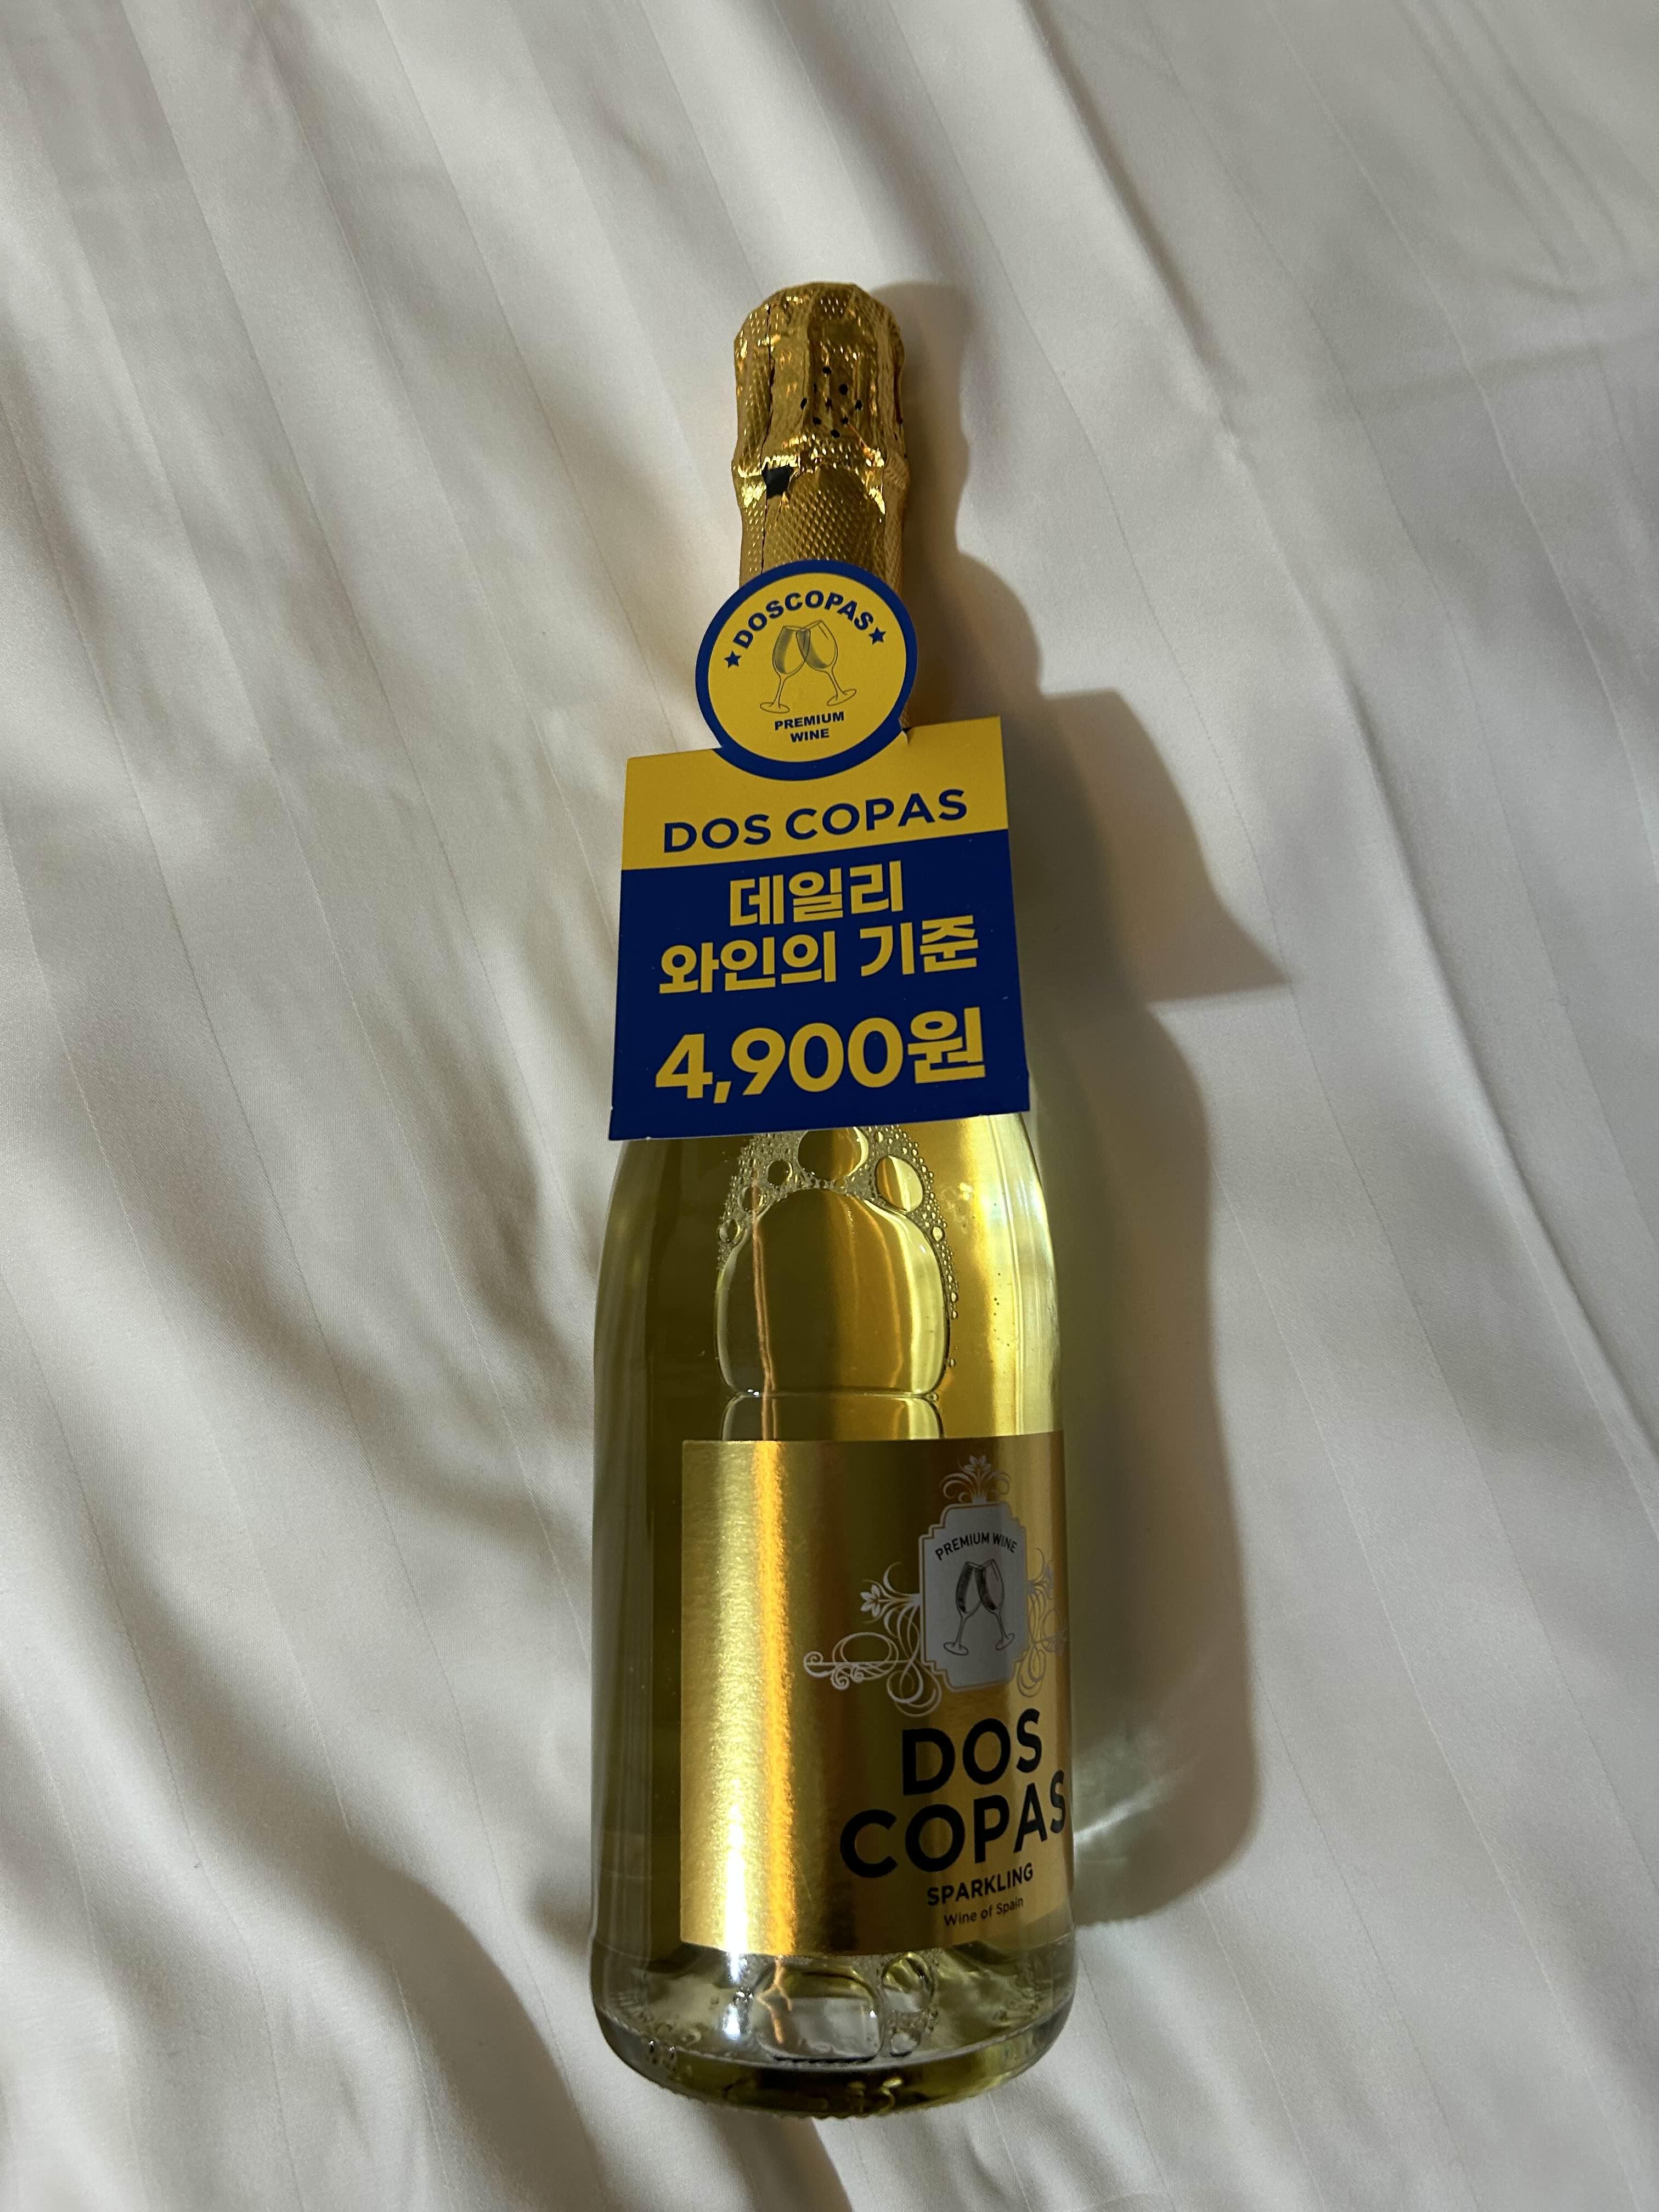 DOSCOPAS
PREMIUM
WINE
DOS COPAS
데일리
와인의 기준
4,900원
PREMIUM WINE
DOS
COPAS
SPARKLING
Wine of Spain